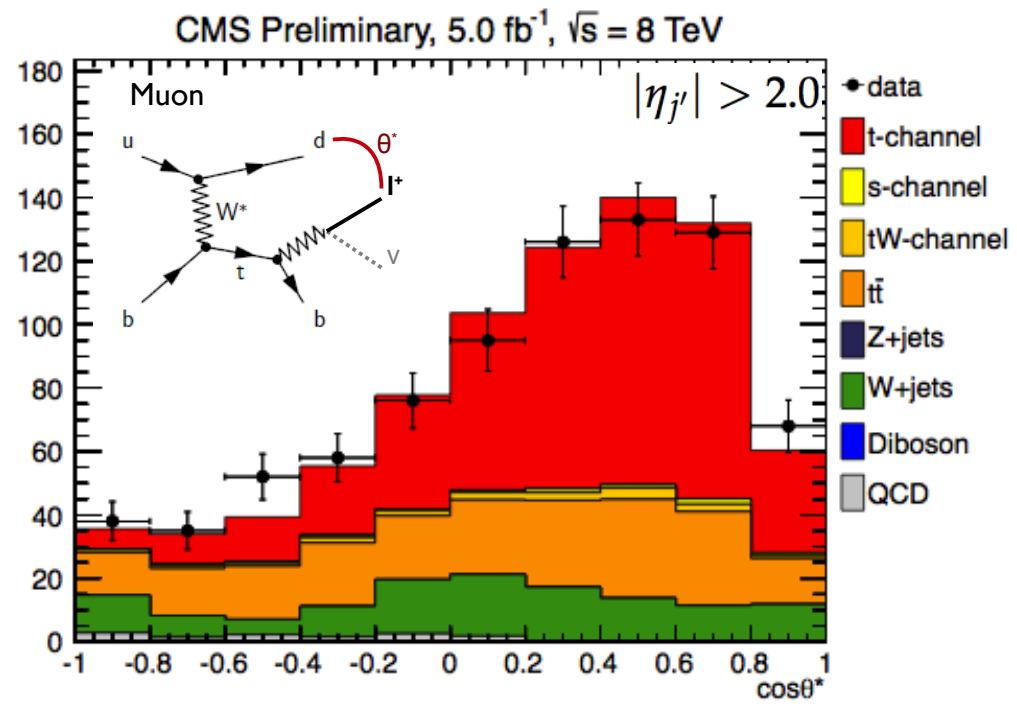 CMS Preliminary, 5.0 fb⁻¹, √s = 8 TeV
180
160
140
120
100
80
60
40
20
0
Muon
|ηⱼ′| > 2.0
u
d
θ*
l⁺
W*
ν
t
b
b
-1 -0.8 -0.6 -0.4 -0.2 0 0.2 0.4 0.6 0.8 1
cosθ*
data
t-channel
s-channel
tW-channel
tt̄
Z+jets
W+jets
Diboson
QCD